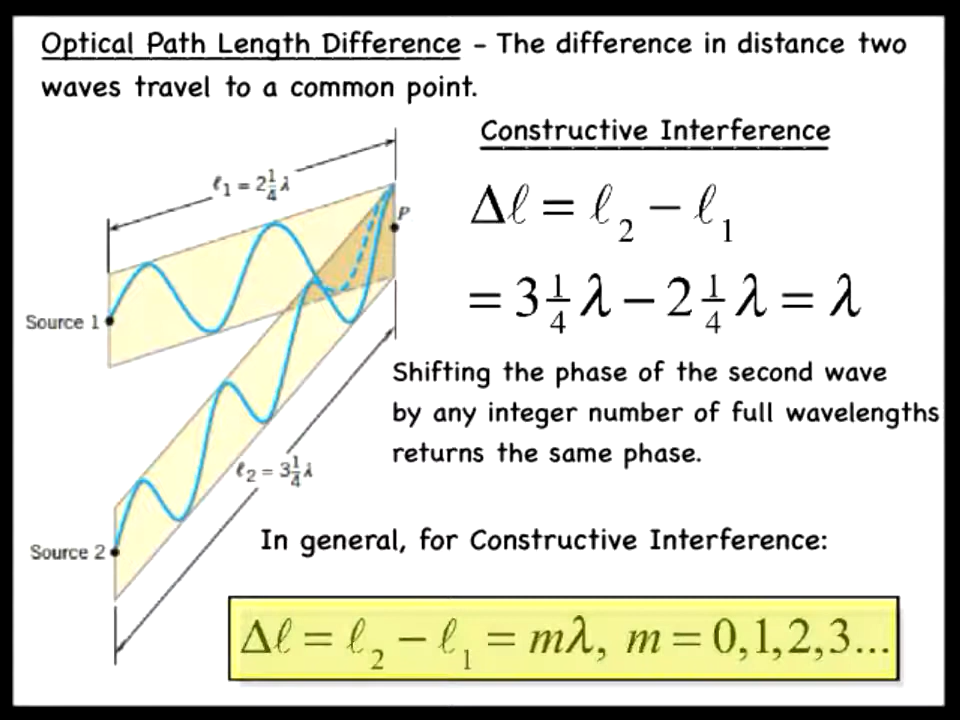 Optical Path Length Difference – The difference in distance two
waves travel to a common point.
Constructive Interference
ℓ₁ = 2¼λ
P
Source 1
Δℓ = ℓ₂ − ℓ₁
= 3¼λ − 2¼λ = λ
Shifting the phase of the second wave
by any integer number of full wavelengths
returns the same phase.
ℓ₂ = 3¼λ
Source 2
In general, for Constructive Interference:
Δℓ = ℓ₂ − ℓ₁ = mλ, m = 0,1,2,3...